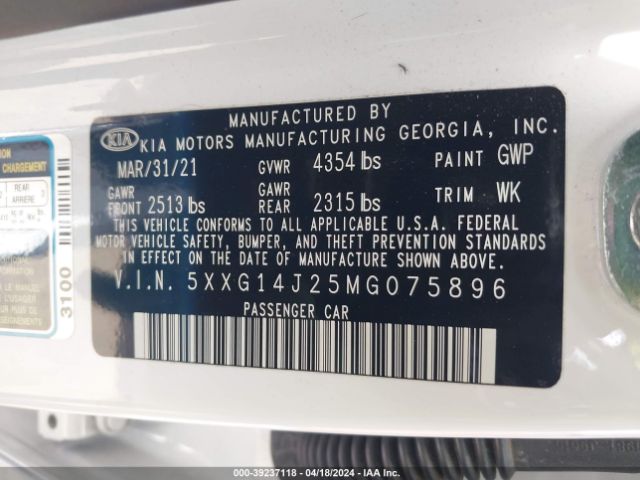 MANUFACTURED BY
KIA KIA MOTORS MANUFACTURING GEORGIA, INC.
MAR/31/21 GVWR 4354 lbs PAINT GWP
GAWR FRONT 2513 lbs GAWR REAR 2315 lbs TRIM WK
THIS VEHICLE CONFORMS TO ALL APPLICABLE U.S.A. FEDERAL
MOTOR VEHICLE SAFETY, BUMPER, AND THEFT PREVENTION STANDARDS
IN EFFECT ON THE DATE OF MANUFACTURE SHOWN ABOVE.
V.I.N. 5XXG14J25MG075896
PASSENGER CAR
CHARGEMENT
REAR
ARRIERE
3
3100
L'USAGER
000-39237118 - 04/18/2024 - IAA Inc.